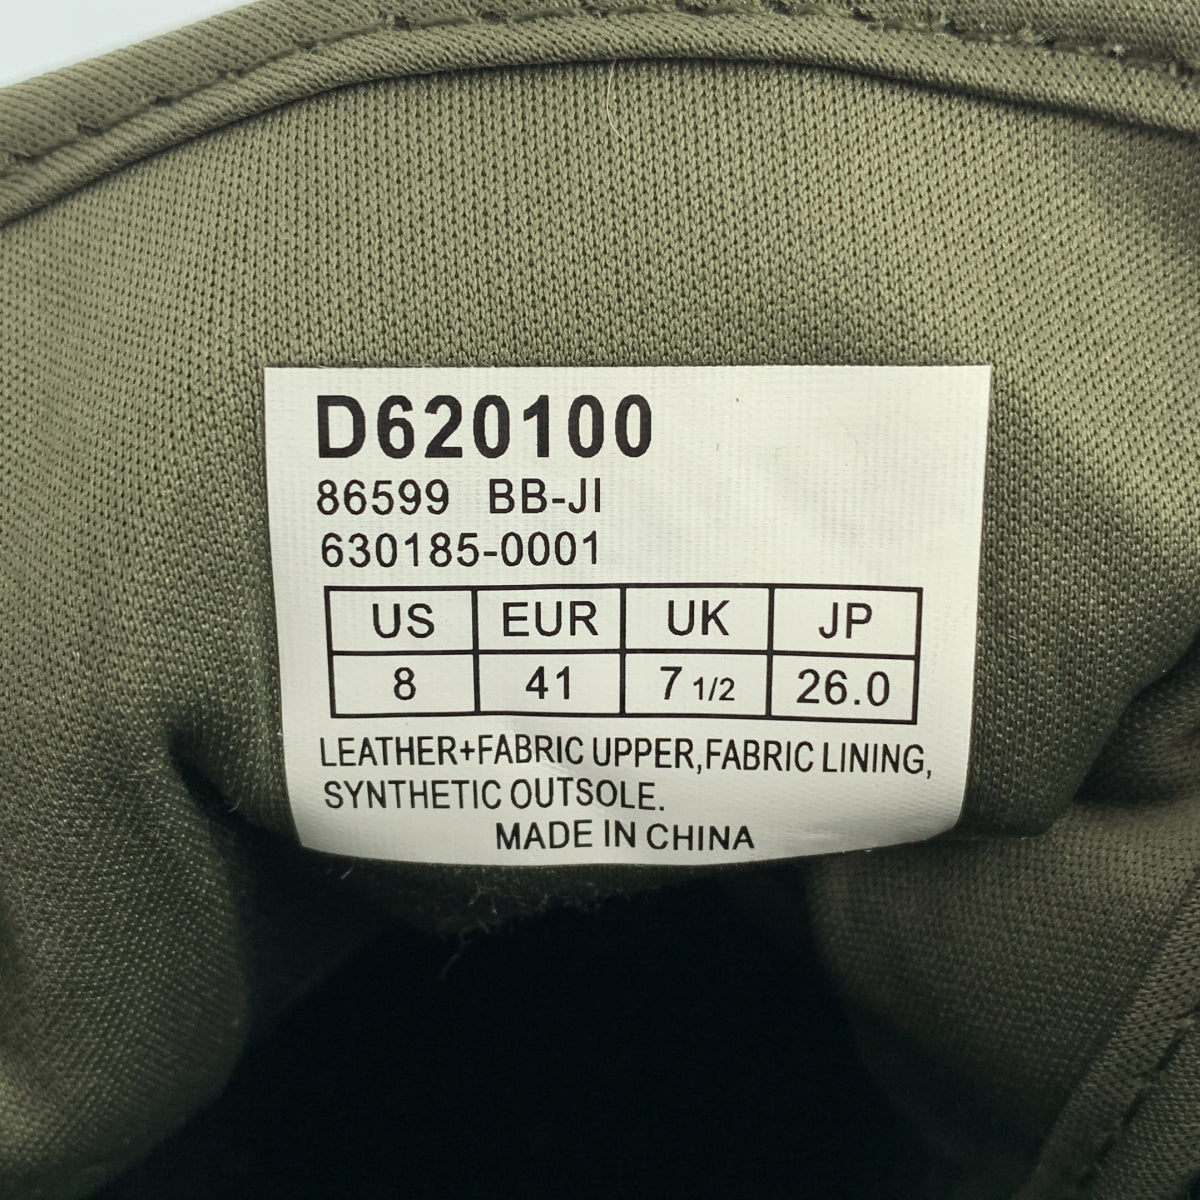 D620100
86599 BB-JI
630185-0001
US EUR UK JP
8 41 7 1/2 26.0
LEATHER+FABRIC UPPER,FABRIC LINING,
SYNTHETIC OUTSOLE.
MADE IN CHINA